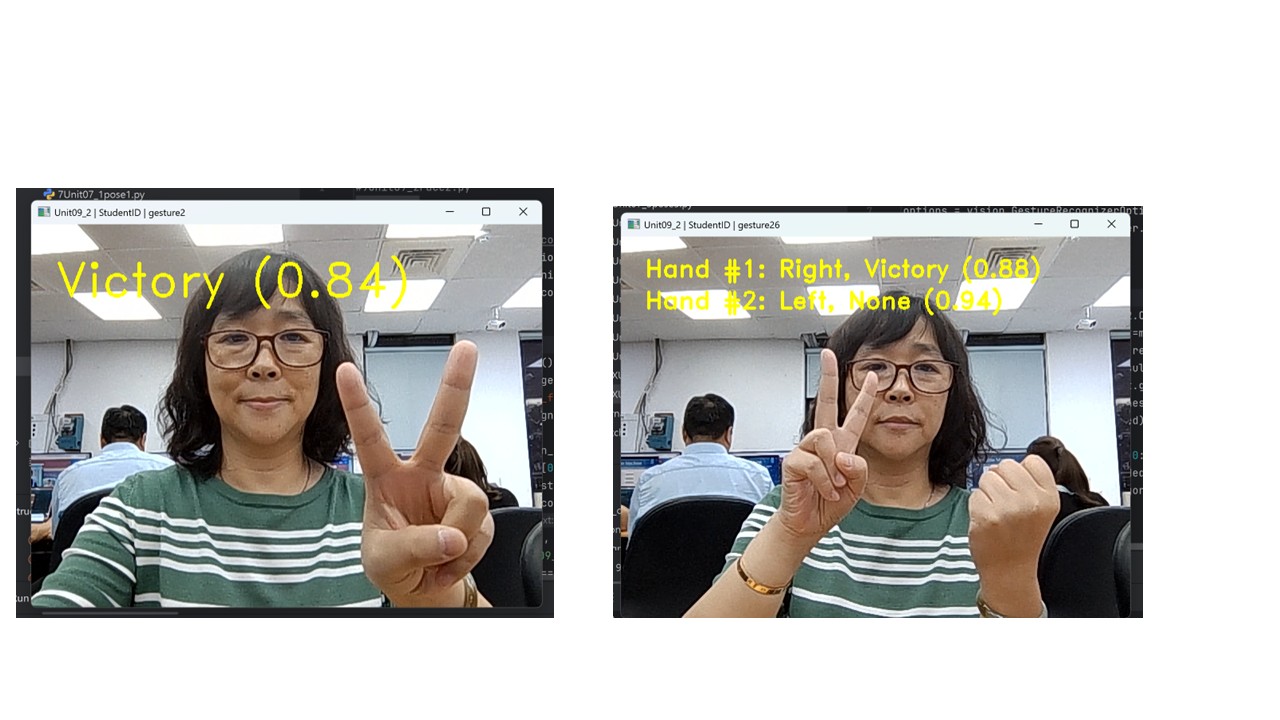 7Unit07_1pose1.py
Unit09_2 | StudentID | gesture2
Victory (0.84)
options = vision.GestureRecognizerOpti
Unit09_2 | StudentID | gesture26
Hand #1: Right, Victory (0.88)
Hand #2: Left, None (0.94)